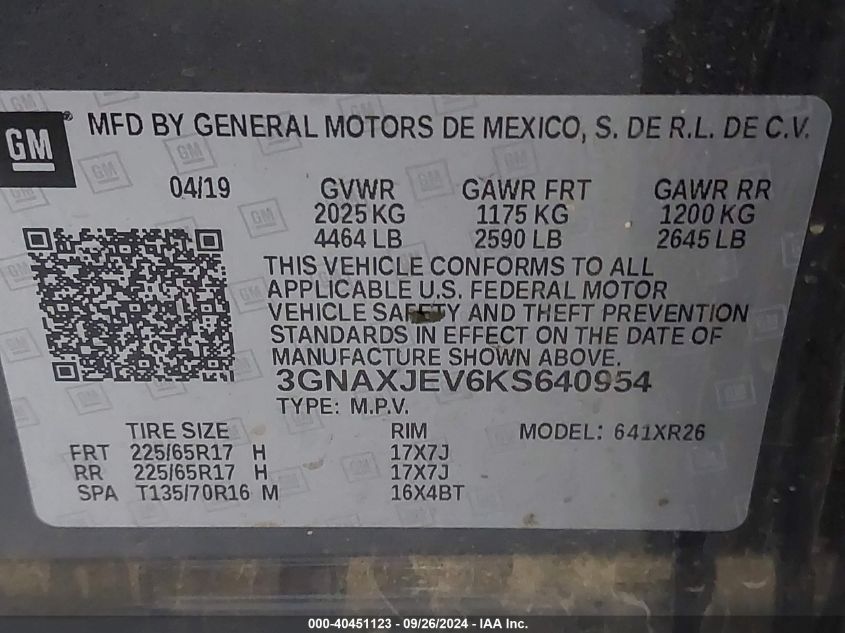 GM ® MFD BY GENERAL MOTORS DE MEXICO, S. DE R.L. DE C.V.
04/19 GVWR GAWR FRT GAWR RR
2025 KG 1175 KG 1200 KG
4464 LB 2590 LB 2645 LB
THIS VEHICLE CONFORMS TO ALL
APPLICABLE U.S. FEDERAL MOTOR
VEHICLE SAFETY AND THEFT PREVENTION
STANDARDS IN EFFECT ON THE DATE OF
MANUFACTURE SHOWN ABOVE.
3GNAXJEV6KS640954
TYPE: M.P.V.
TIRE SIZE RIM MODEL: 641XR26
FRT 225/65R17 H 17X7J
RR 225/65R17 H 17X7J
SPA T135/70R16 M 16X4BT
000-40451123 - 09/26/2024 - IAA Inc.